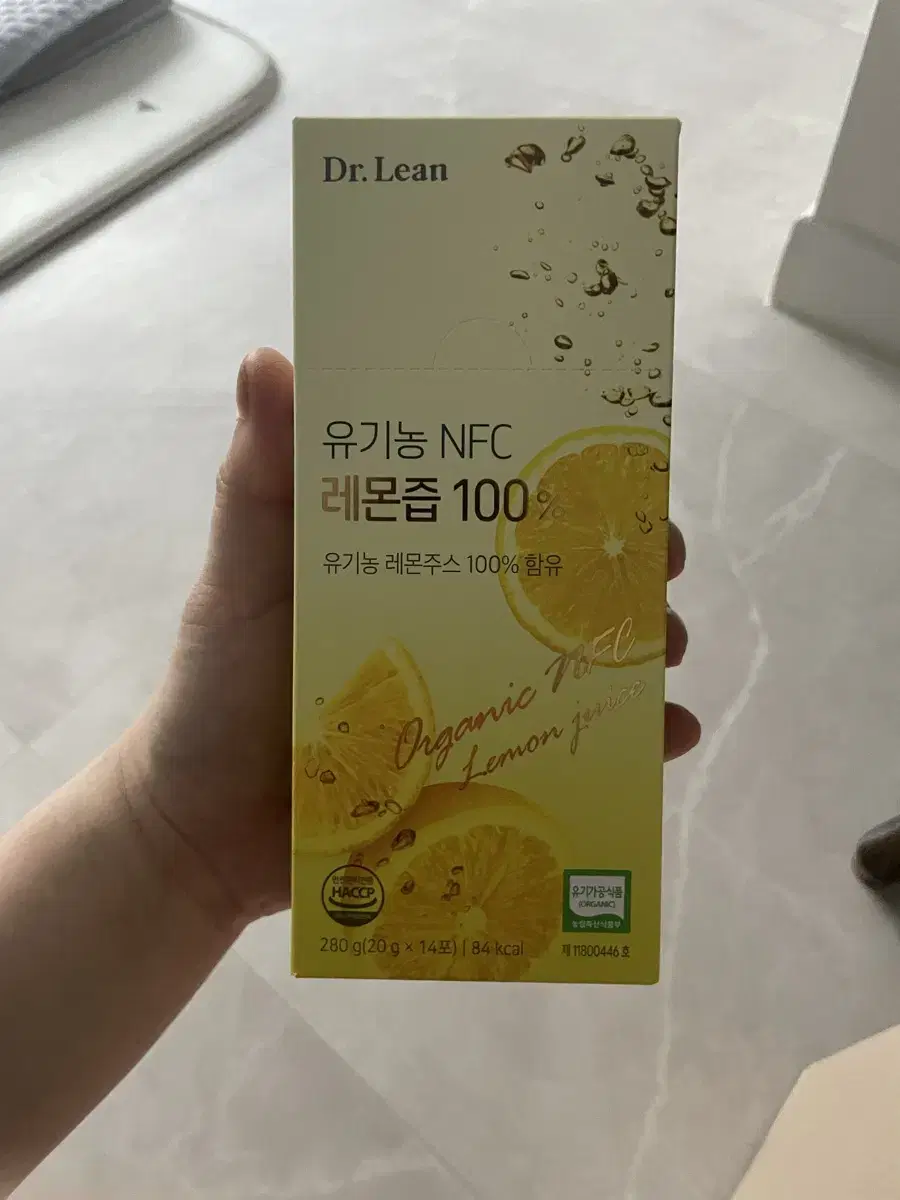 Dr. Lean
유기농 NFC
레몬즙 100%
유기농 레몬주스 100% 함유
Organic NFC
Lemon juice
HACCP
유기가공식품
(ORGANIC)
농림축산식품부
280 g(20 g × 14포) | 84 kcal
제 11800446 호